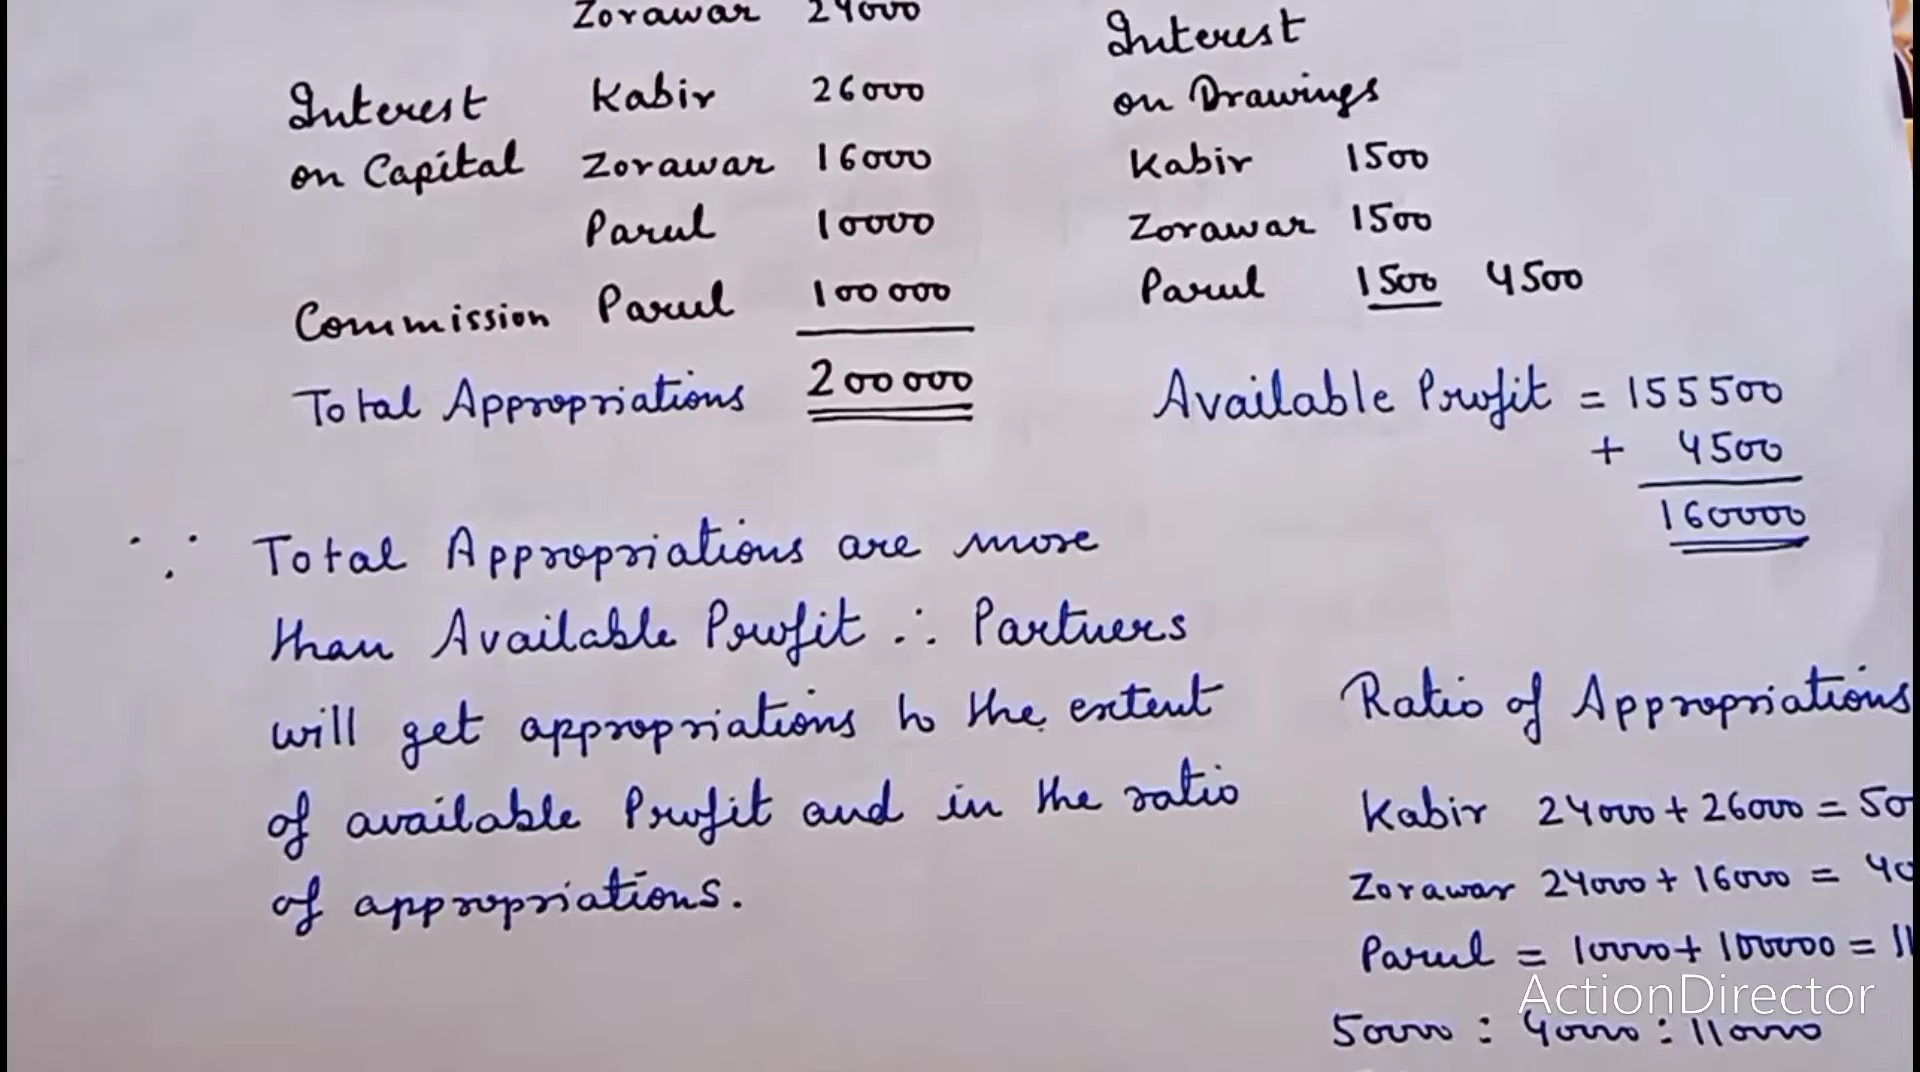 Zorawar 24000
Interest Kabir 26000
on Capital Zorawar 16000
Parul 10000
Commission Parul 100000
Total Appropriations 200000
Interest
on Drawings
Kabir 1500
Zorawar 1500
Parul 1500 4500
Available Profit = 155500
+ 4500
160000
∵ Total Appropriations are more
than Available Profit ∴ Partners
will get appropriations to the extent
of available Profit and in the ratio
of appropriations.
Ratio of Appropriations
Kabir 24000 + 26000 = 50
Zorawar 24000 + 16000 = 40
Parul = 10000 + 100000 = 11
50000 : 40000 : 110000
ActionDirector